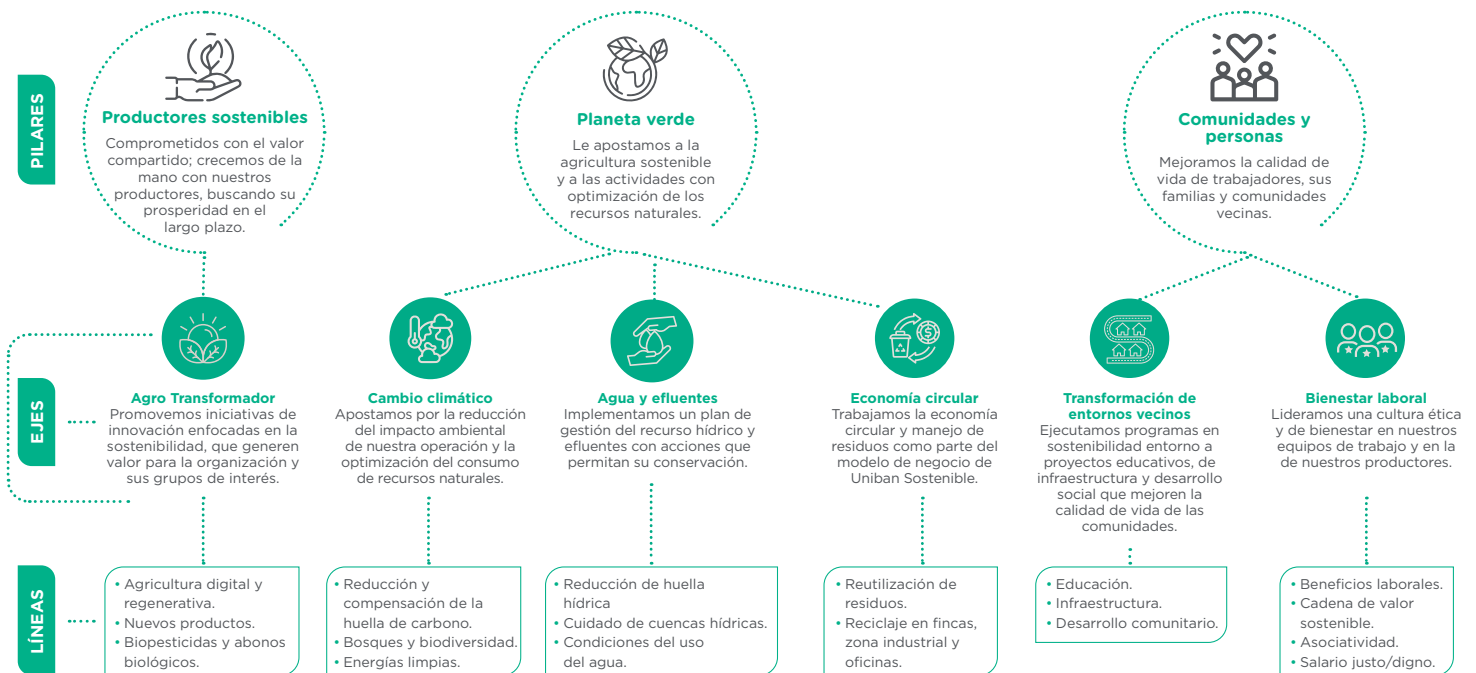 PILARES
Productores sostenibles
Comprometidos con el valor
compartido; crecemos de la
mano con nuestros
productores, buscando su
prosperidad en el
largo plazo.
Planeta verde
Le apostamos a la
agricultura sostenible
y a las actividades con
optimización de los
recursos naturales.
Comunidades y
personas
Mejoramos la calidad de
vida de trabajadores, sus
familias y comunidades
vecinas.
EJES
Agro Transformador
Promovemos iniciativas de
innovación enfocadas en la
sostenibilidad, que generen
valor para la organización y
sus grupos de interés.
Cambio climático
Apostamos por la reducción
del impacto ambiental
de nuestra operación y la
optimización del consumo
de recursos naturales.
Agua y efluentes
Implementamos un plan de
gestión del recurso hídrico y
efluentes con acciones que
permitan su conservación.
Economía circular
Trabajamos la economía
circular y manejo de
residuos como parte del
modelo de negocio de
Uniban Sostenible.
Transformación de
entornos vecinos
Ejecutamos programas en
sostenibilidad entorno a
proyectos educativos, de
infraestructura y desarrollo
social que mejoren la
calidad de vida de las
comunidades.
Bienestar laboral
Lideramos una cultura ética
y de bienestar en nuestros
equipos de trabajo y en la
de nuestros productores.
LÍNEAS
• Agricultura digital y
regenerativa.
• Nuevos productos.
• Biopesticidas y abonos
biológicos.
• Reducción y
compensación de la
huella de carbono.
• Bosques y biodiversidad.
• Energías limpias.
• Reducción de huella
hídrica
• Cuidado de cuencas hídricas.
• Condiciones del uso
del agua.
• Reutilización de
residuos.
• Reciclaje en fincas,
zona industrial y
oficinas.
• Educación.
• Infraestructura.
• Desarrollo comunitario.
• Beneficios laborales.
• Cadena de valor
sostenible.
• Asociatividad.
• Salario justo/digno.